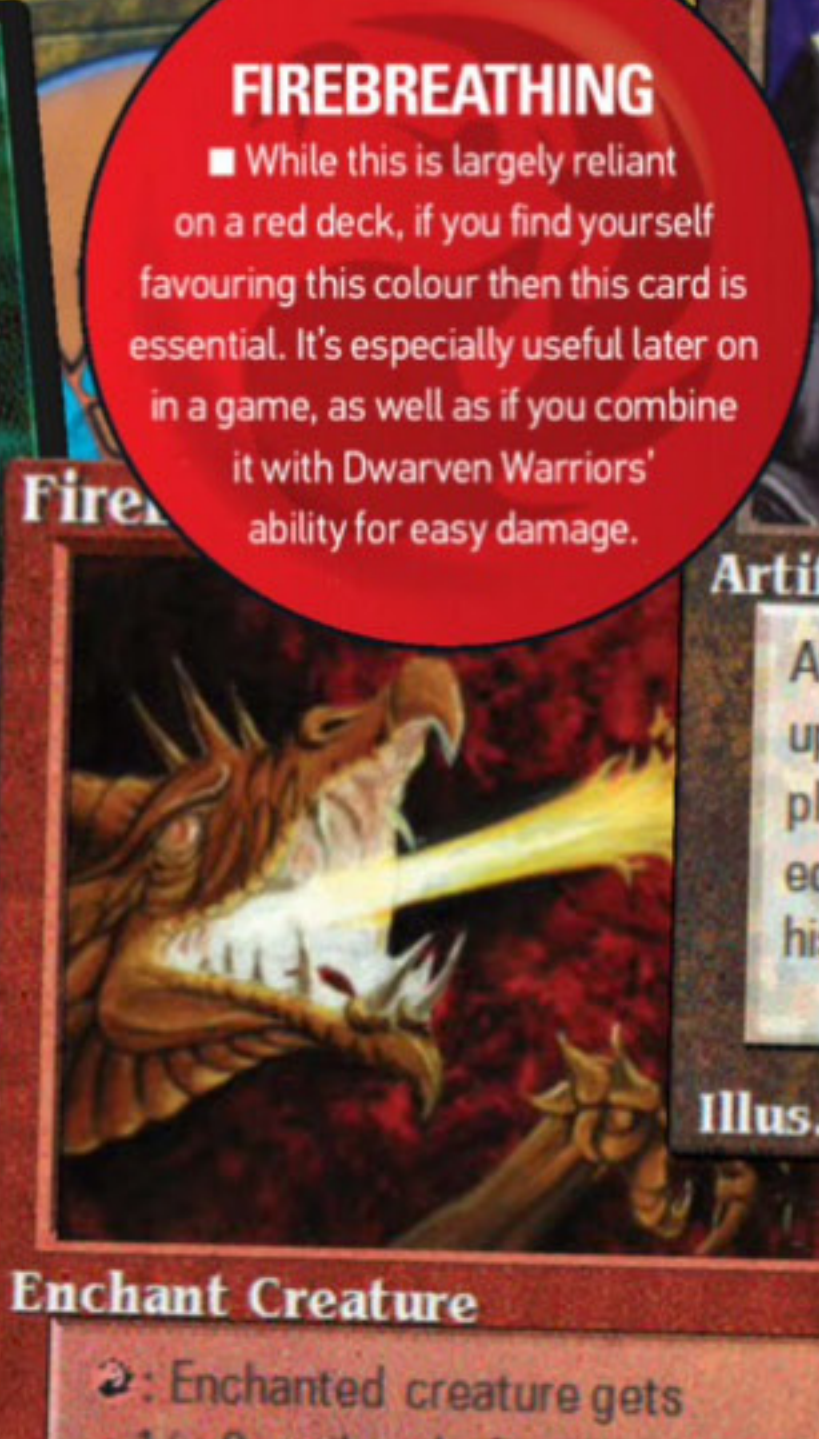 FIREBREATHING
■ While this is largely reliant
on a red deck, if you find yourself
favouring this colour then this card is
essential. It's especially useful later on
in a game, as well as if you combine
it with Dwarven Warriors'
ability for easy damage.
Enchant Creature
: Enchanted creature gets
Illus.